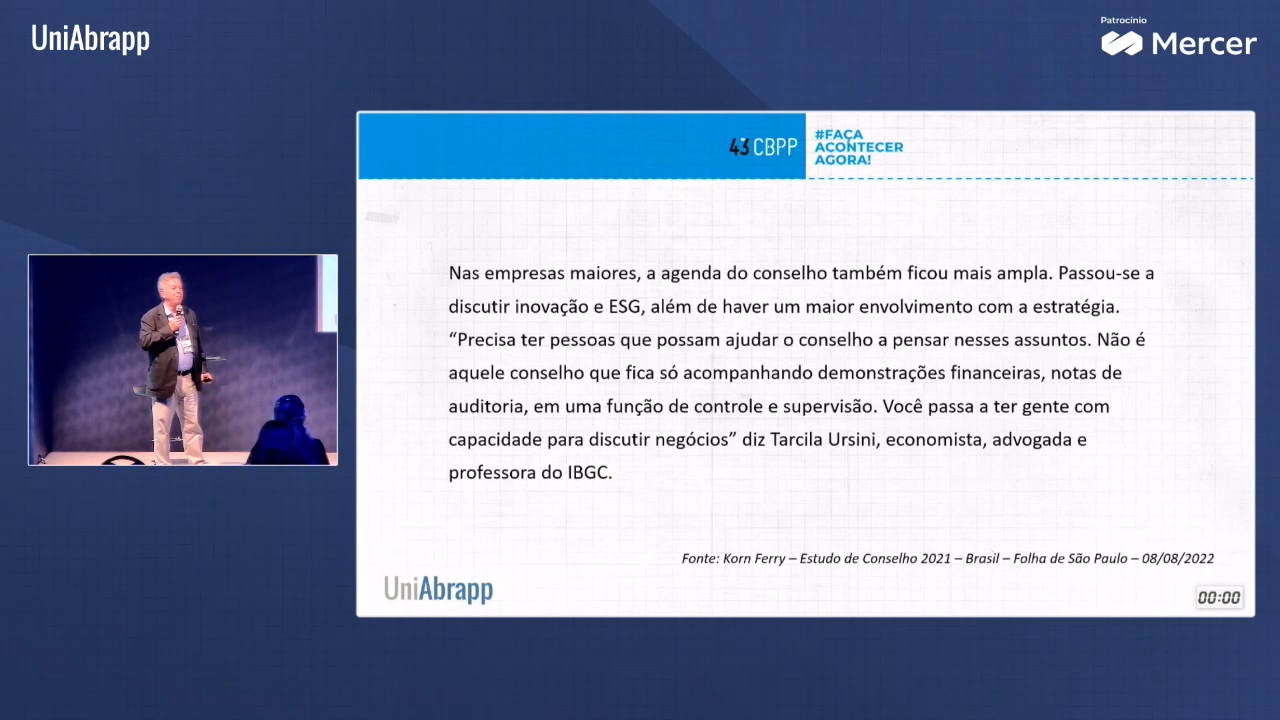 UniAbrapp
Patrocínio
Mercer
43 CBPP
#FAÇA
ACONTECER
AGORA!
Nas empresas maiores, a agenda do conselho também ficou mais ampla. Passou-se a
discutir inovação e ESG, além de haver um maior envolvimento com a estratégia.
“Precisa ter pessoas que possam ajudar o conselho a pensar nesses assuntos. Não é
aquele conselho que fica só acompanhando demonstrações financeiras, notas de
auditoria, em uma função de controle e supervisão. Você passa a ter gente com
capacidade para discutir negócios” diz Tarcila Ursini, economista, advogada e
professora do IBGC.
Fonte: Korn Ferry – Estudo de Conselho 2021 – Brasil – Folha de São Paulo – 08/08/2022
UniAbrapp
00:00